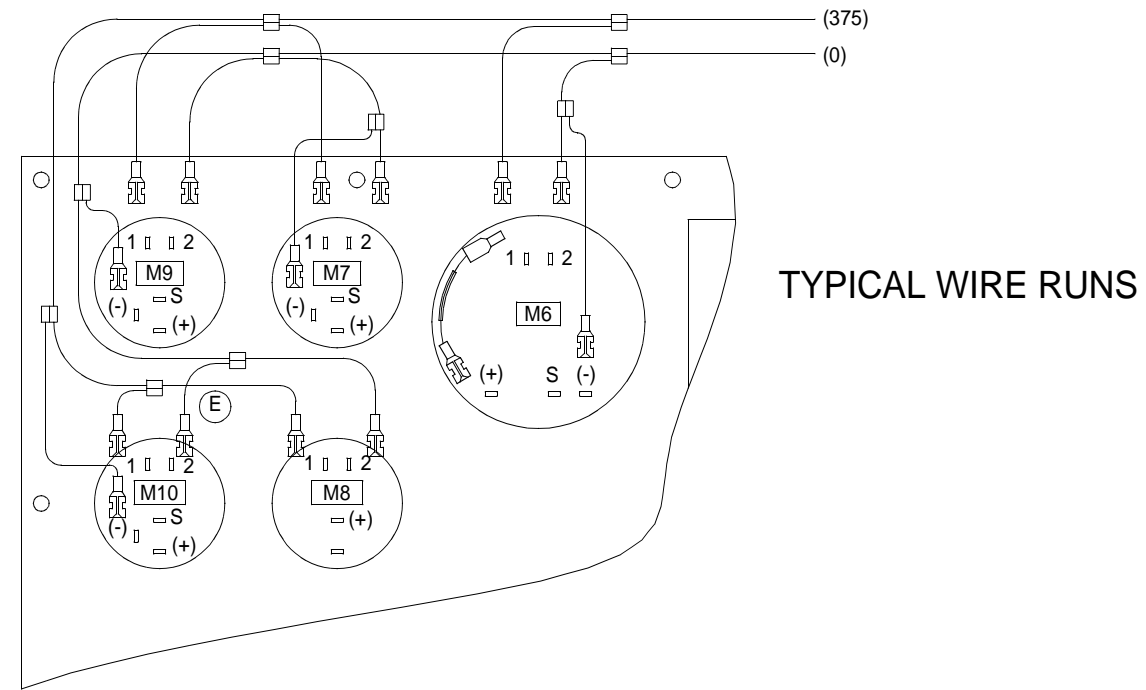 (375)
(0)
1 2
M9
(-)
S
(+)
1 2
M7
(-)
S
(+)
1 2
M6
(+)
S
(-)
TYPICAL WIRE RUNS
E
1 2
M10
(-)
S
(+)
1 2
M8
(+)